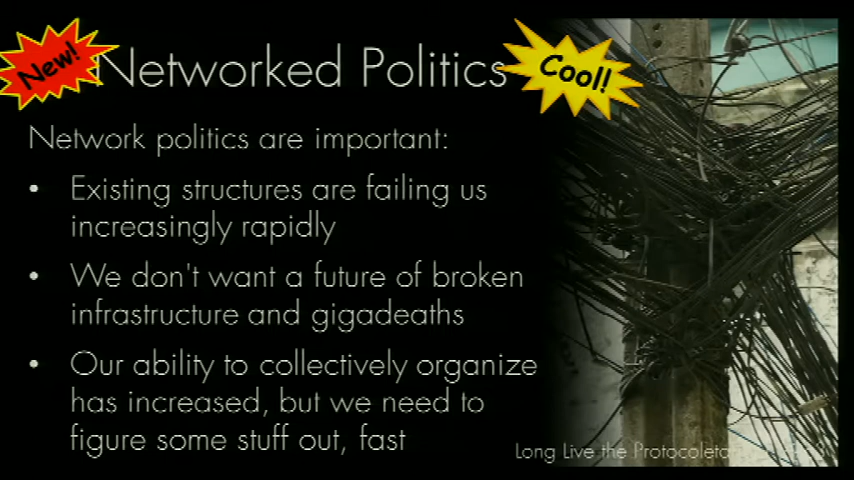 New!
Networked Politics
Cool!
Network politics are important:
• Existing structures are failing us
increasingly rapidly
• We don't want a future of broken
infrastructure and gigadeaths
• Our ability to collectively organize
has increased, but we need to
figure some stuff out, fast
Long Live the